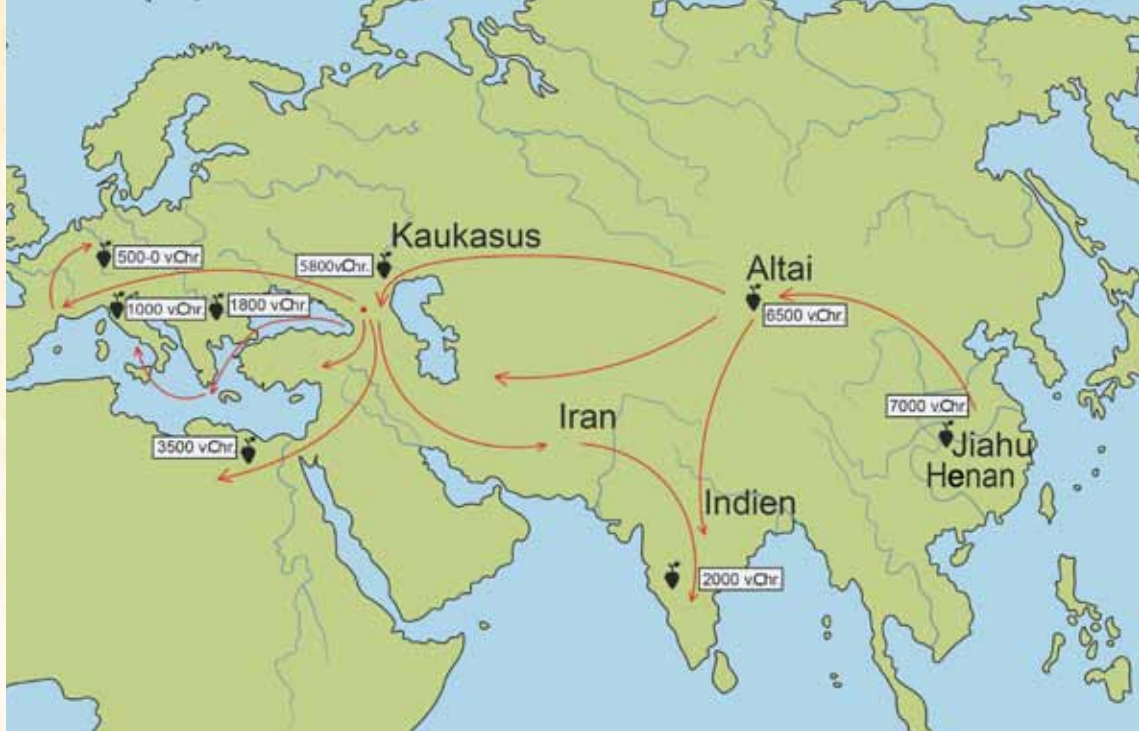 Kaukasus
5800vChr.
500-0 vChr.
1000 vChr.
1800 vChr.
Altai
6500 vChr.
7000 vChr.
Jiahu
Henan
Iran
3500 vChr.
Indien
2000 vChr.